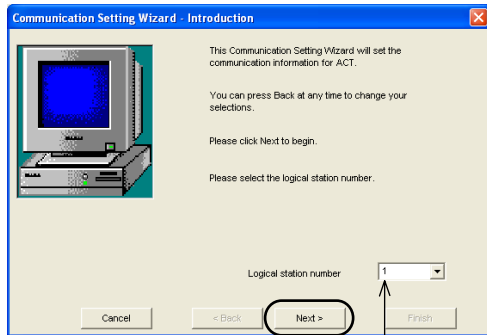 Communication Setting Wizard - Introduction
This Communication Setting Wizard will set the
communication information for ACT.
You can press Back at any time to change your
selections.
Please click Next to begin.
Please select the logical station number.
Logical station number
1
Cancel
< Back
Next >
Finish